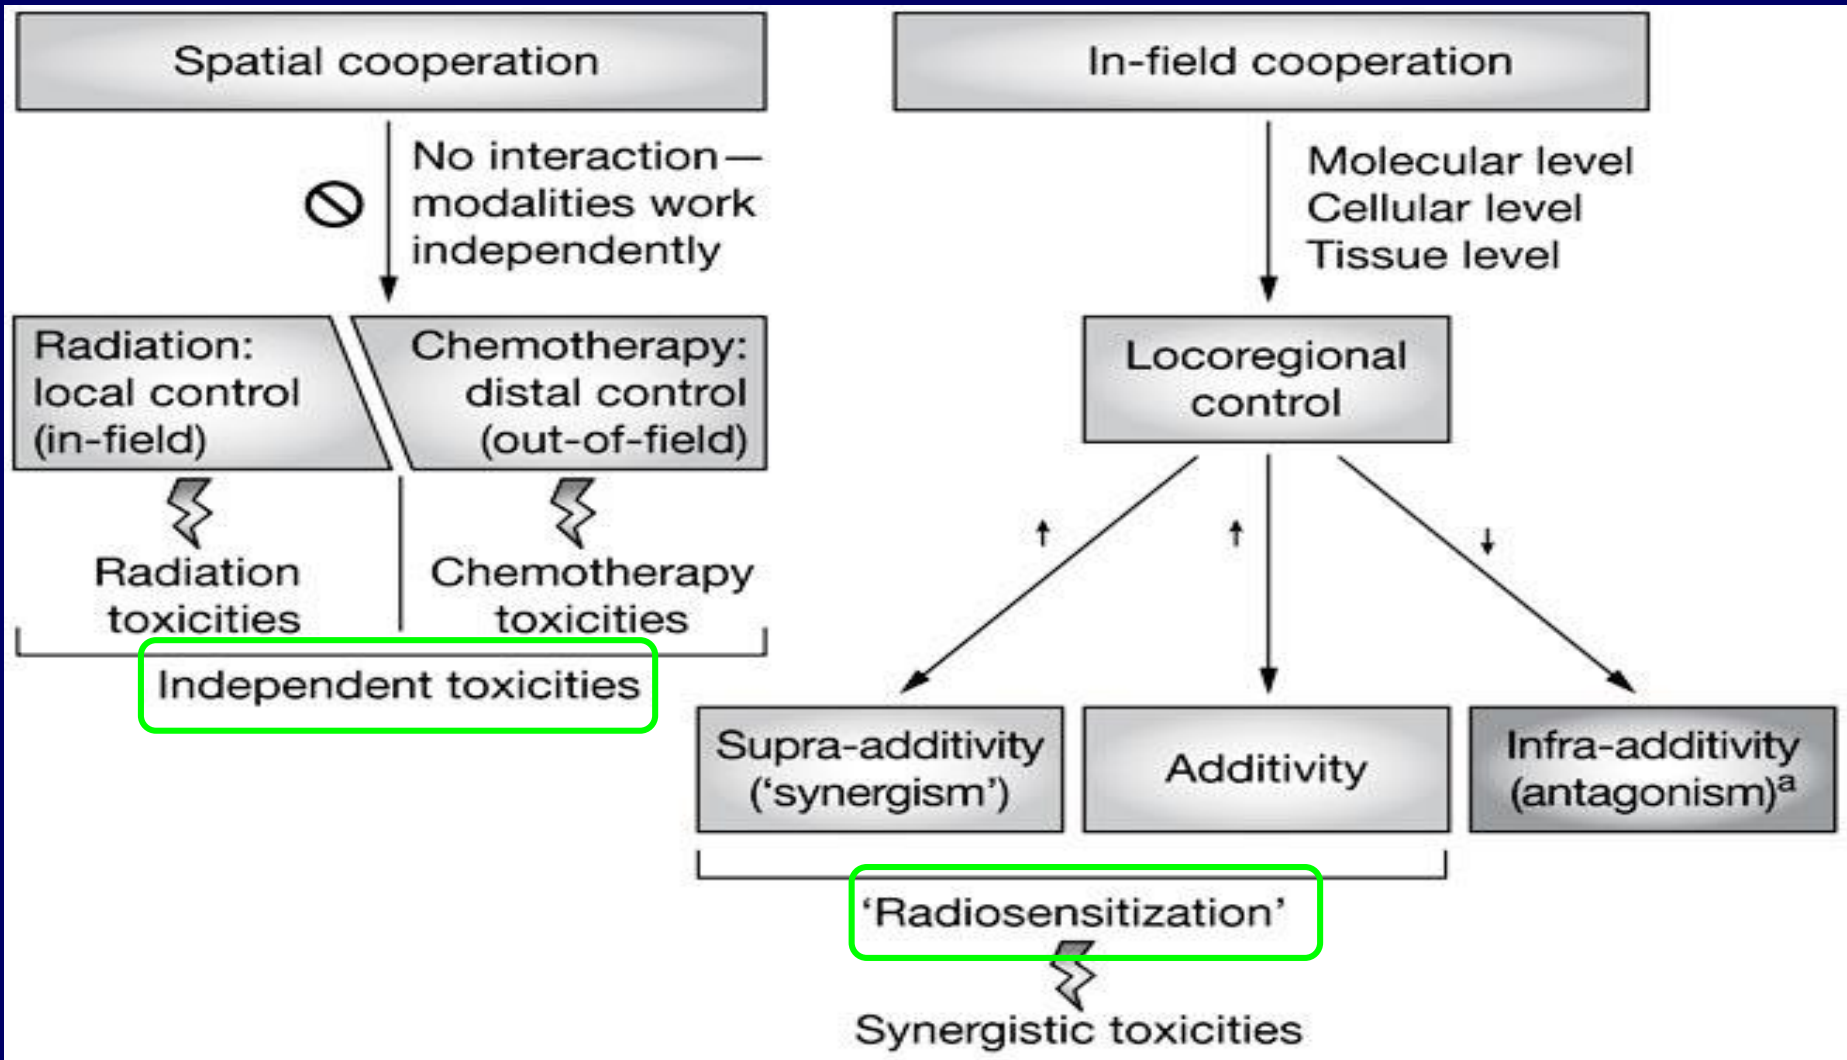 Spatial cooperation
No interaction—
modalities work
independently
Radiation:
local control
(in-field)
Chemotherapy:
distal control
(out-of-field)
Radiation
toxicities
Chemotherapy
toxicities
Independent toxicities
In-field cooperation
Molecular level
Cellular level
Tissue level
Locoregional
control
Supra-additivity
(‘synergism’)
Additivity
Infra-additivity
(antagonism)a
‘Radiosensitization’
Synergistic toxicities